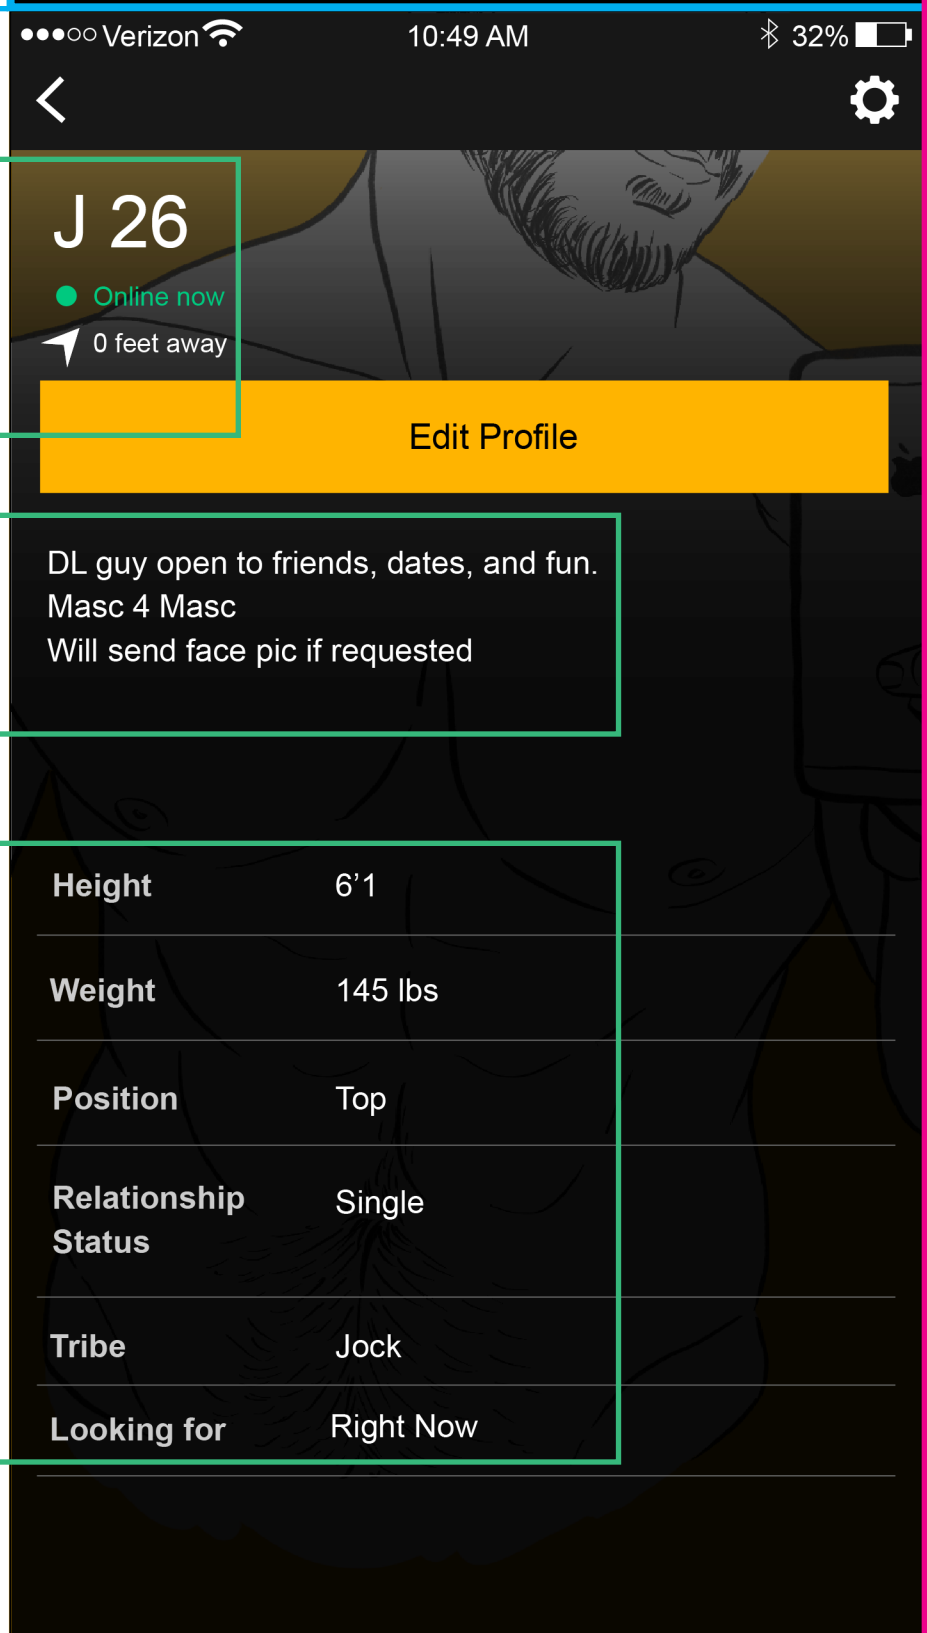 Verizon 10:49 AM 32%
J 26
Online now
0 feet away
Edit Profile
DL guy open to friends, dates, and fun.
Masc 4 Masc
Will send face pic if requested
Height 6’1
Weight 145 lbs
Position Top
Relationship Status Single
Tribe Jock
Looking for Right Now